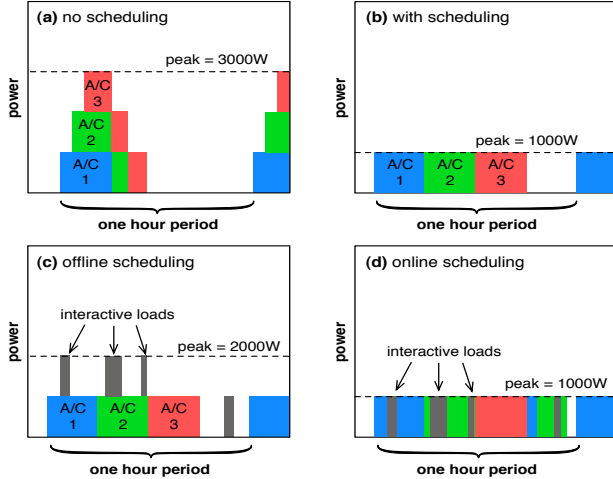 (a) no scheduling
peak = 3000W
A/C
3
A/C
2
A/C
1
power
one hour period
(b) with scheduling
peak = 1000W
A/C
1
A/C
2
A/C
3
power
one hour period
(c) offline scheduling
interactive loads
peak = 2000W
A/C
1
A/C
2
A/C
3
power
one hour period
(d) online scheduling
interactive loads
peak = 1000W
power
one hour period